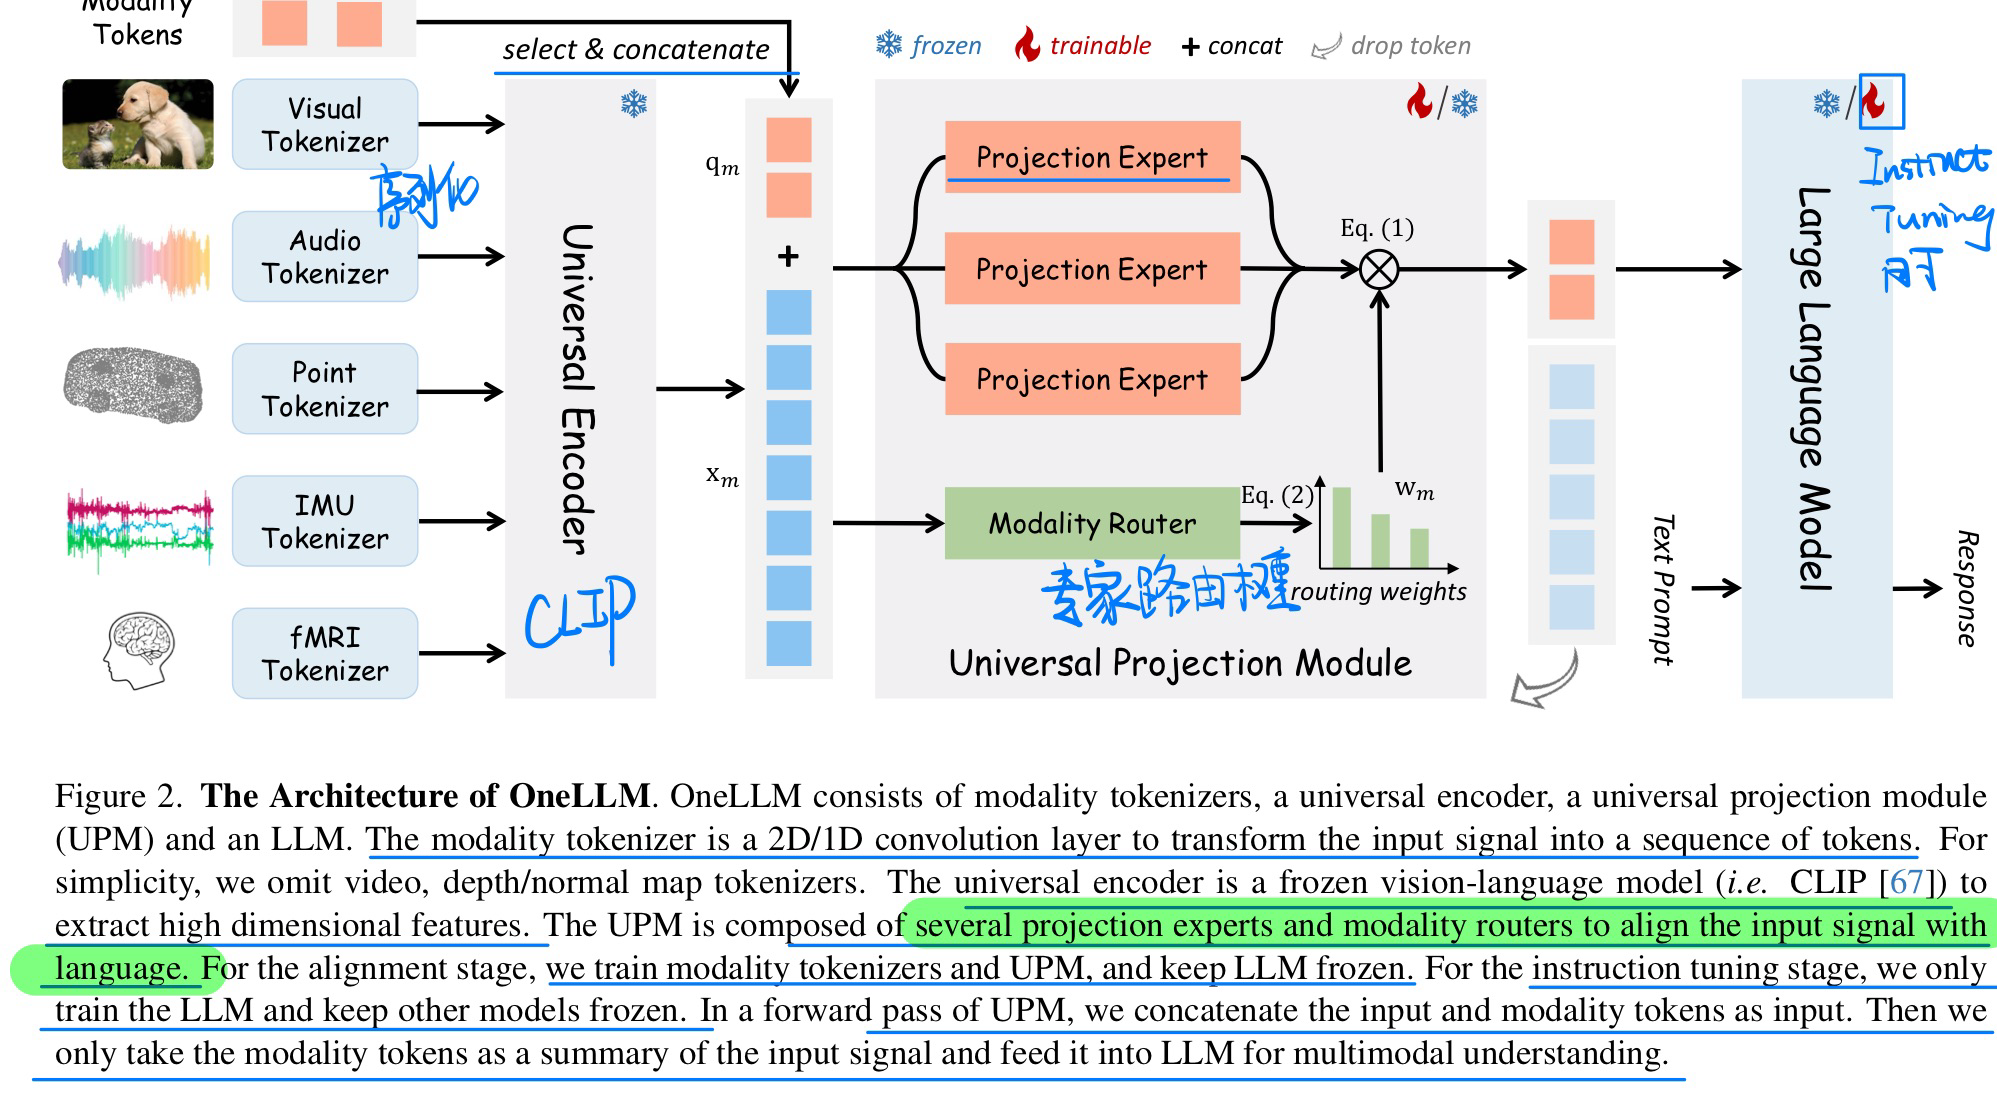 Modality
Tokens
select & concatenate
frozen
trainable
+ concat
drop token
Visual
Tokenizer
序列化
Audio
Tokenizer
Point
Tokenizer
IMU
Tokenizer
fMRI
Tokenizer
Universal Encoder
CLIP
qm
+
xm
Projection Expert
Projection Expert
Projection Expert
Eq. (1)
Modality Router
Eq. (2)
wm
routing weights
专家路由权重
Universal Projection Module
Text Prompt
Large Language Model
/
/
Instruct
Tuning
时
Response
Figure 2. The Architecture of OneLLM. OneLLM consists of modality tokenizers, a universal encoder, a universal projection module
(UPM) and an LLM. The modality tokenizer is a 2D/1D convolution layer to transform the input signal into a sequence of tokens. For
simplicity, we omit video, depth/normal map tokenizers. The universal encoder is a frozen vision-language model (i.e. CLIP [67]) to
extract high dimensional features. The UPM is composed of several projection experts and modality routers to align the input signal with
language. For the alignment stage, we train modality tokenizers and UPM, and keep LLM frozen. For the instruction tuning stage, we only
train the LLM and keep other models frozen. In a forward pass of UPM, we concatenate the input and modality tokens as input. Then we
only take the modality tokens as a summary of the input signal and feed it into LLM for multimodal understanding.